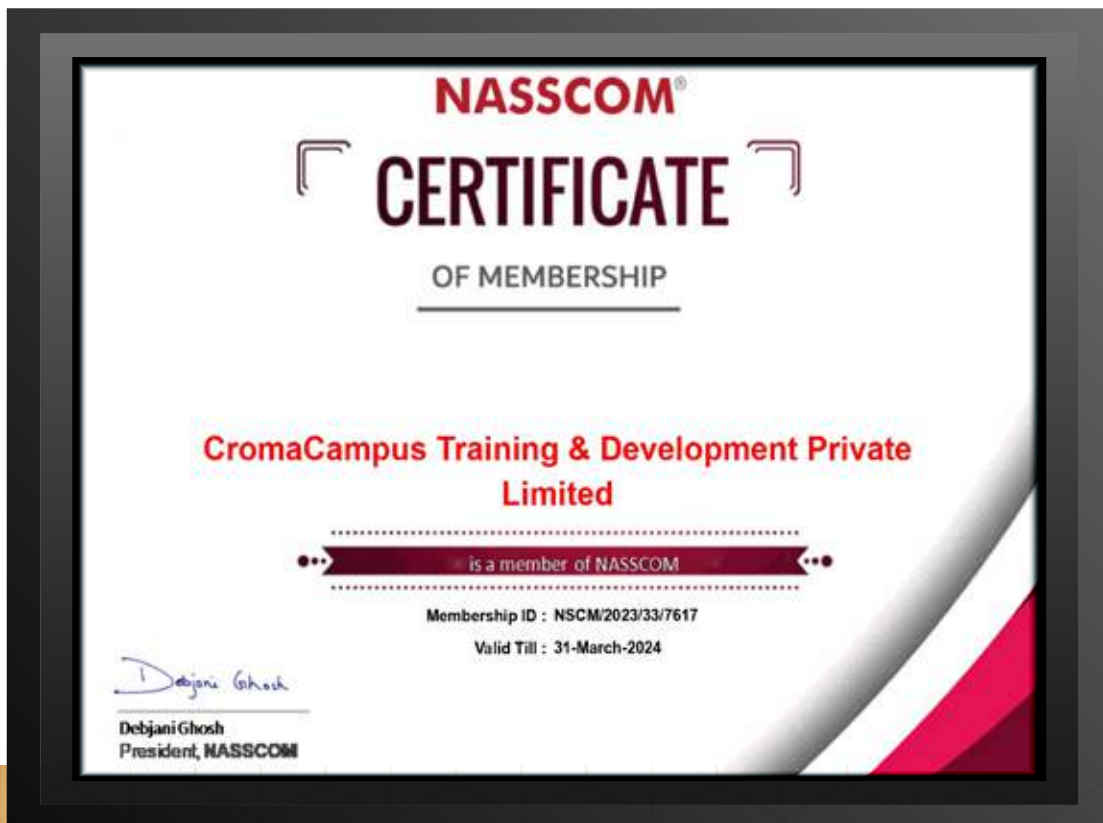 NASSCOM®
CERTIFICATE
OF MEMBERSHIP
CromaCampus Training & Development Private
Limited
is a member of NASSCOM
Membership ID : NSCM/2023/33/7617
Valid Till : 31-March-2024
Debjani Ghosh
Debjani Ghosh
President, NASSCOM